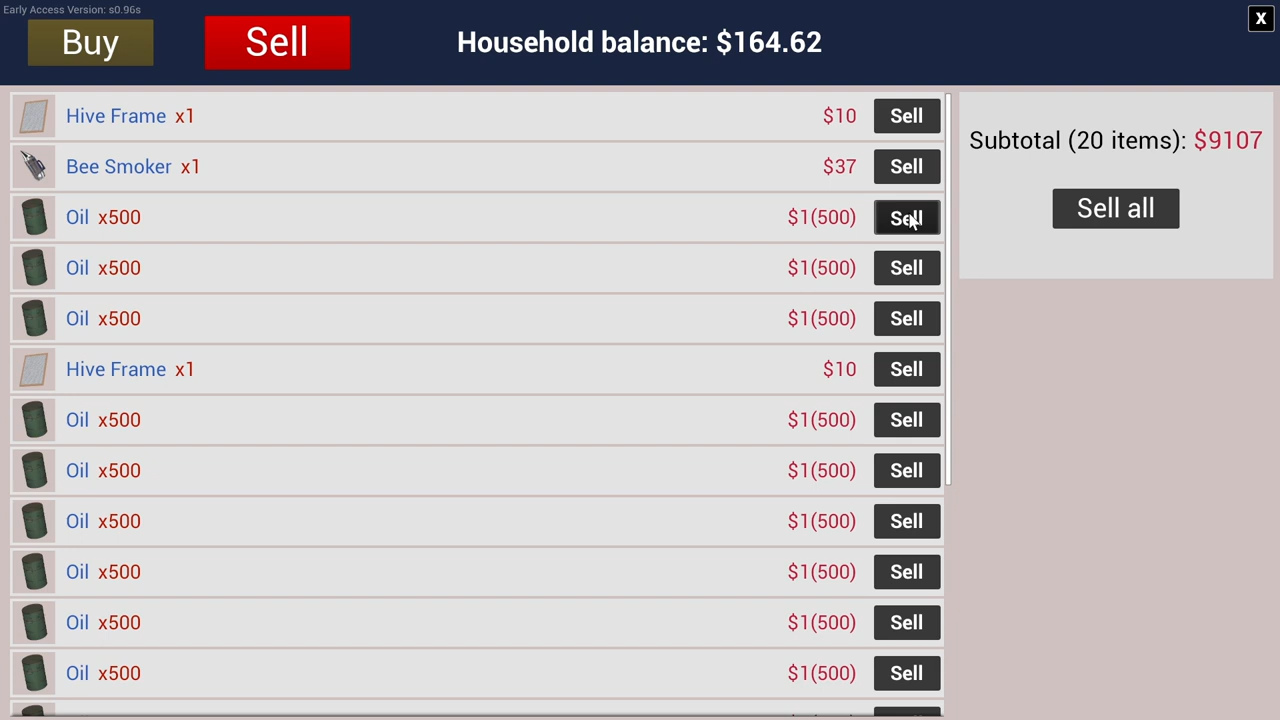 Early Access Version: s0.96s
Buy
Sell
Household balance: $164.62
X
Hive Frame x1 $10 Sell
Bee Smoker x1 $37 Sell
Oil x500 $1(500) Sell
Oil x500 $1(500) Sell
Oil x500 $1(500) Sell
Hive Frame x1 $10 Sell
Oil x500 $1(500) Sell
Oil x500 $1(500) Sell
Oil x500 $1(500) Sell
Oil x500 $1(500) Sell
Oil x500 $1(500) Sell
Oil x500 $1(500) Sell
Subtotal (20 items): $9107
Sell all